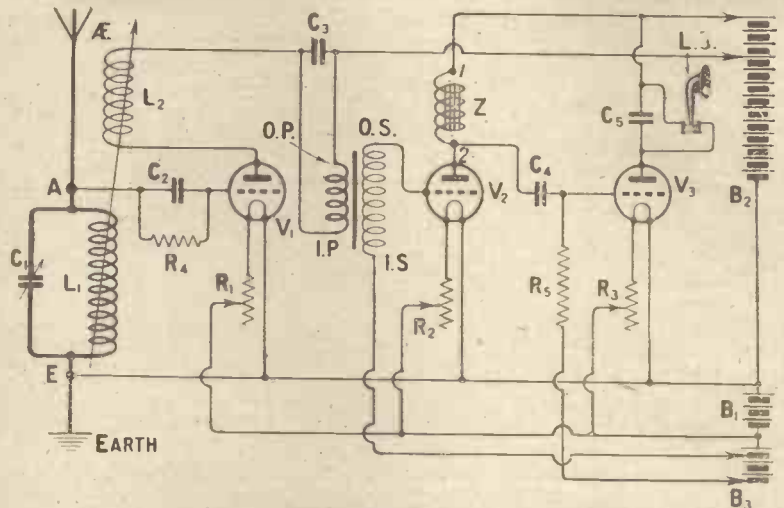 Æ.
C₃
L.S.
L₂
1
O.P.
O.S.
Z
C₅
2
A
C₂
V₁
V₂
C₄
V₃
B₂
R₄
I.P
I.S
C₁
L₁
R₁
R₂
R₅
R₃
E
B₁
EARTH
B₃